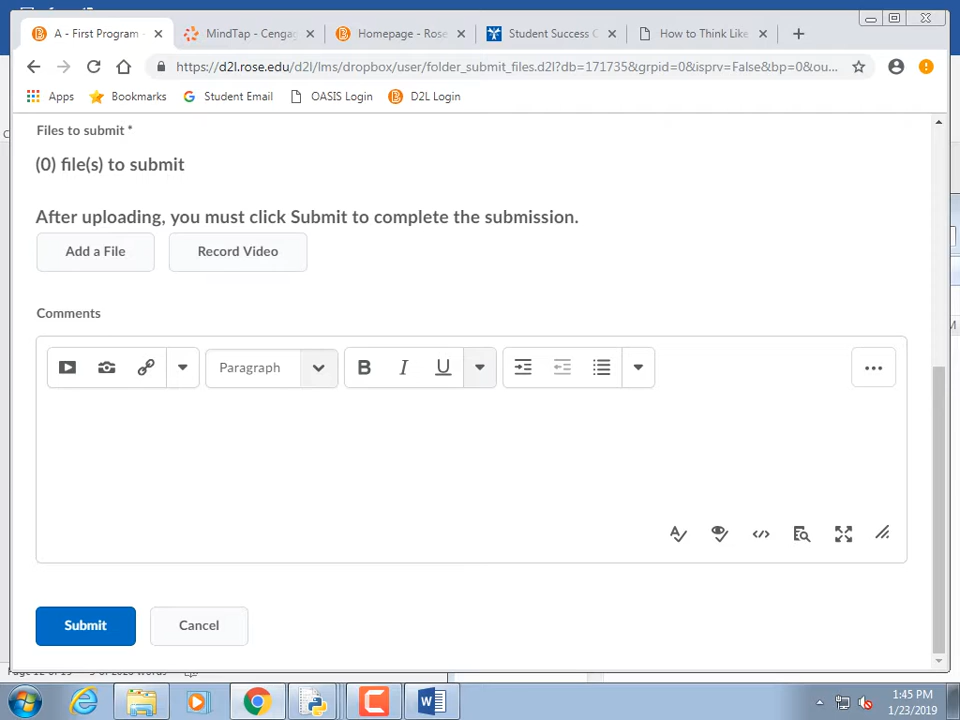 A - First Program -
MindTap - Cengag
Homepage - Rose
Student Success C
How to Think Like
https://d2l.rose.edu/d2l/lms/dropbox/user/folder_submit_files.d2l?db=171735&grpid=0&isprv=False&bp=0&ou...
Apps
Bookmarks
Student Email
OASIS Login
D2L Login
Files to submit *
(0) file(s) to submit
After uploading, you must click Submit to complete the submission.
Add a File
Record Video
Comments
Paragraph
B I U
Submit
Cancel
1:45 PM
1/23/2019